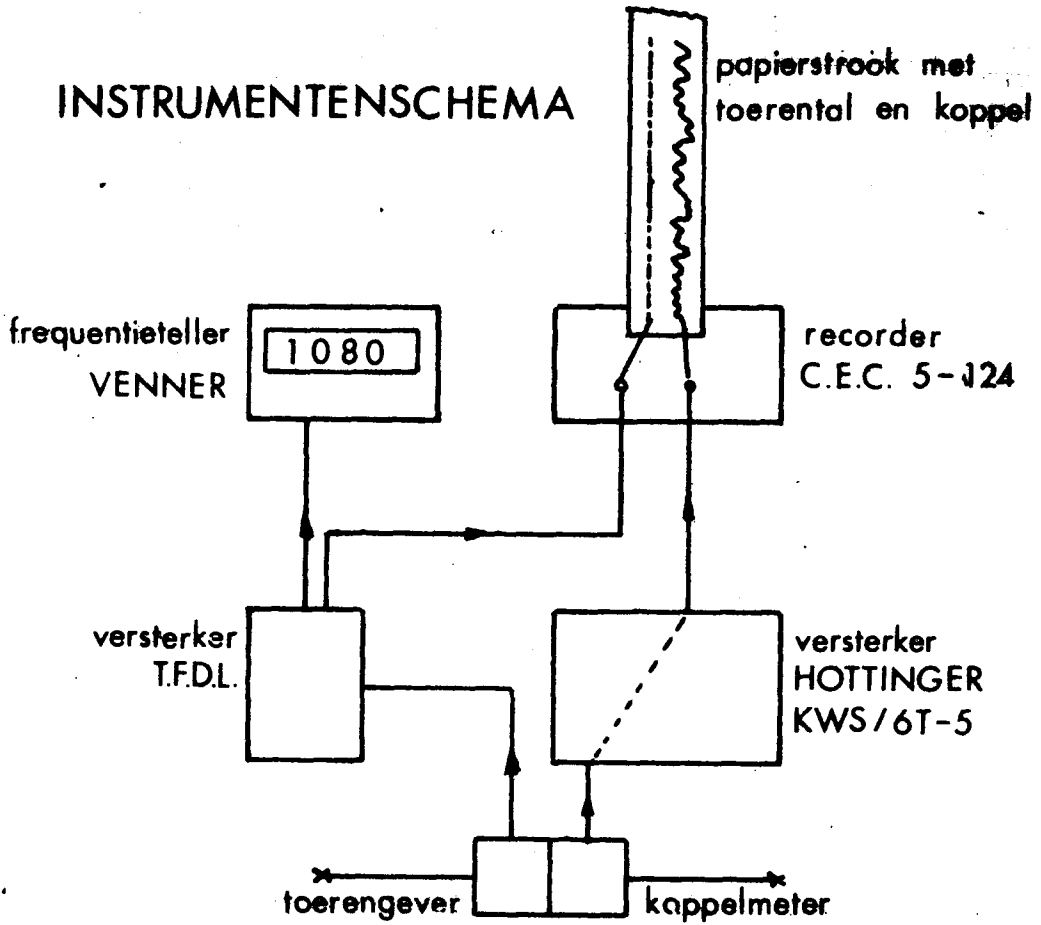 INSTRUMENTENSCHEMA
papierstrook met
toerental en koppel
frequentieteller
VENNER
1080
recorder
C.E.C. 5-124
versterker
T.F.D.L.
versterker
HOTTINGER
KWS/6T-5
toerengever
koppelmeter